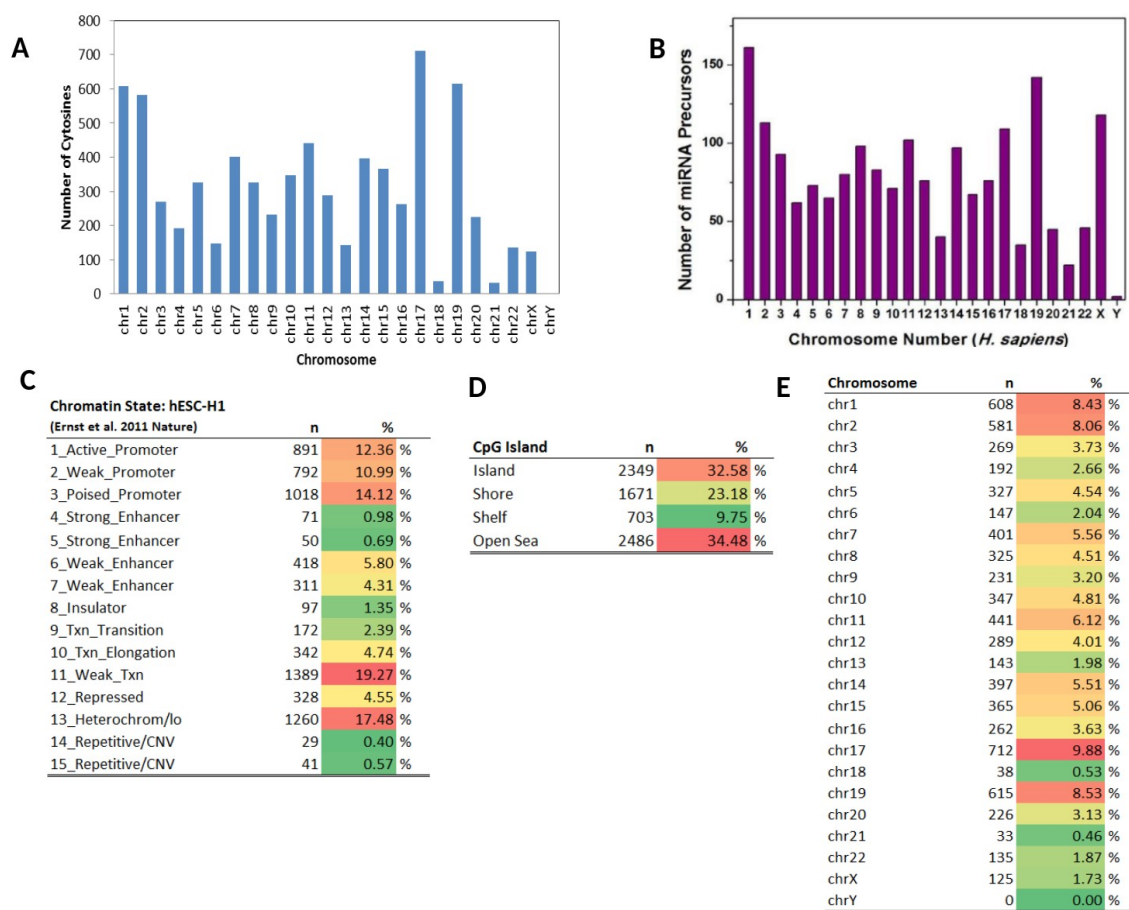 A
800
700
600
500
400
300
200
100
0
Number of Cytosines
chr1 chr2 chr3 chr4 chr5 chr6 chr7 chr8 chr9 chr10 chr11 chr12 chr13 chr14 chr15 chr16 chr17 chr18 chr19 chr20 chr21 chr22 chrX chrY
Chromosome
B
150
100
50
0
Number of miRNA Precursors
1 2 3 4 5 6 7 8 9 10 11 12 13 14 15 16 17 18 19 20 21 22 X Y
Chromosome Number (H. sapiens)
C
Chromatin State: hESC-H1
(Ernst et al. 2011 Nature) n %
1_Active_Promoter 891 12.36 %
2_Weak_Promoter 792 10.99 %
3_Poised_Promoter 1018 14.12 %
4_Strong_Enhancer 71 0.98 %
5_Strong_Enhancer 50 0.69 %
6_Weak_Enhancer 418 5.80 %
7_Weak_Enhancer 311 4.31 %
8_Insulator 97 1.35 %
9_Txn_Transition 172 2.39 %
10_Txn_Elongation 342 4.74 %
11_Weak_Txn 1389 19.27 %
12_Repressed 328 4.55 %
13_Heterochrom/lo 1260 17.48 %
14_Repetitive/CNV 29 0.40 %
15_Repetitive/CNV 41 0.57 %
D
CpG Island n %
Island 2349 32.58 %
Shore 1671 23.18 %
Shelf 703 9.75 %
Open Sea 2486 34.48 %
E
Chromosome n %
chr1 608 8.43 %
chr2 581 8.06 %
chr3 269 3.73 %
chr4 192 2.66 %
chr5 327 4.54 %
chr6 147 2.04 %
chr7 401 5.56 %
chr8 325 4.51 %
chr9 231 3.20 %
chr10 347 4.81 %
chr11 441 6.12 %
chr12 289 4.01 %
chr13 143 1.98 %
chr14 397 5.51 %
chr15 365 5.06 %
chr16 262 3.63 %
chr17 712 9.88 %
chr18 38 0.53 %
chr19 615 8.53 %
chr20 226 3.13 %
chr21 33 0.46 %
chr22 135 1.87 %
chrX 125 1.73 %
chrY 0 0.00 %